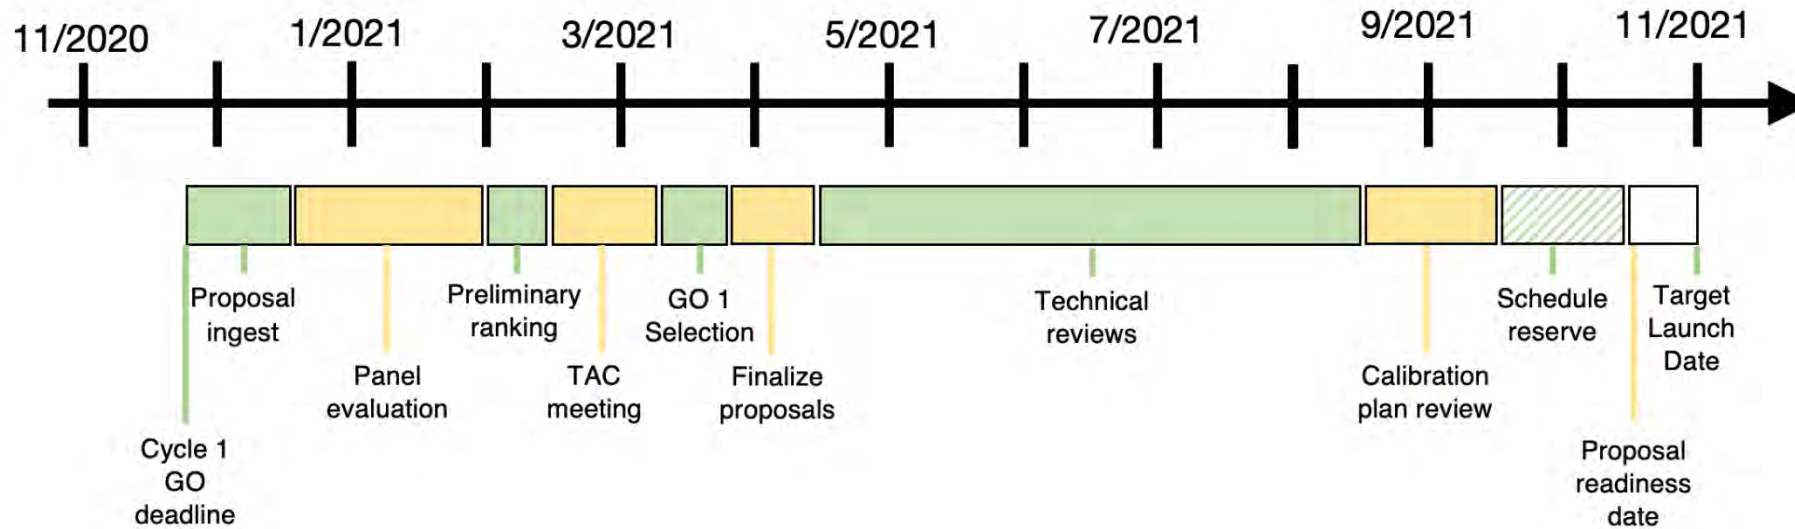 11/2020
1/2021
3/2021
5/2021
7/2021
9/2021
11/2021
Proposal
ingest
Preliminary
ranking
GO 1
Selection
Technical
reviews
Schedule
reserve
Target
Launch
Date
Panel
evaluation
TAC
meeting
Finalize
proposals
Calibration
plan review
Cycle 1
GO
deadline
Proposal
readiness
date